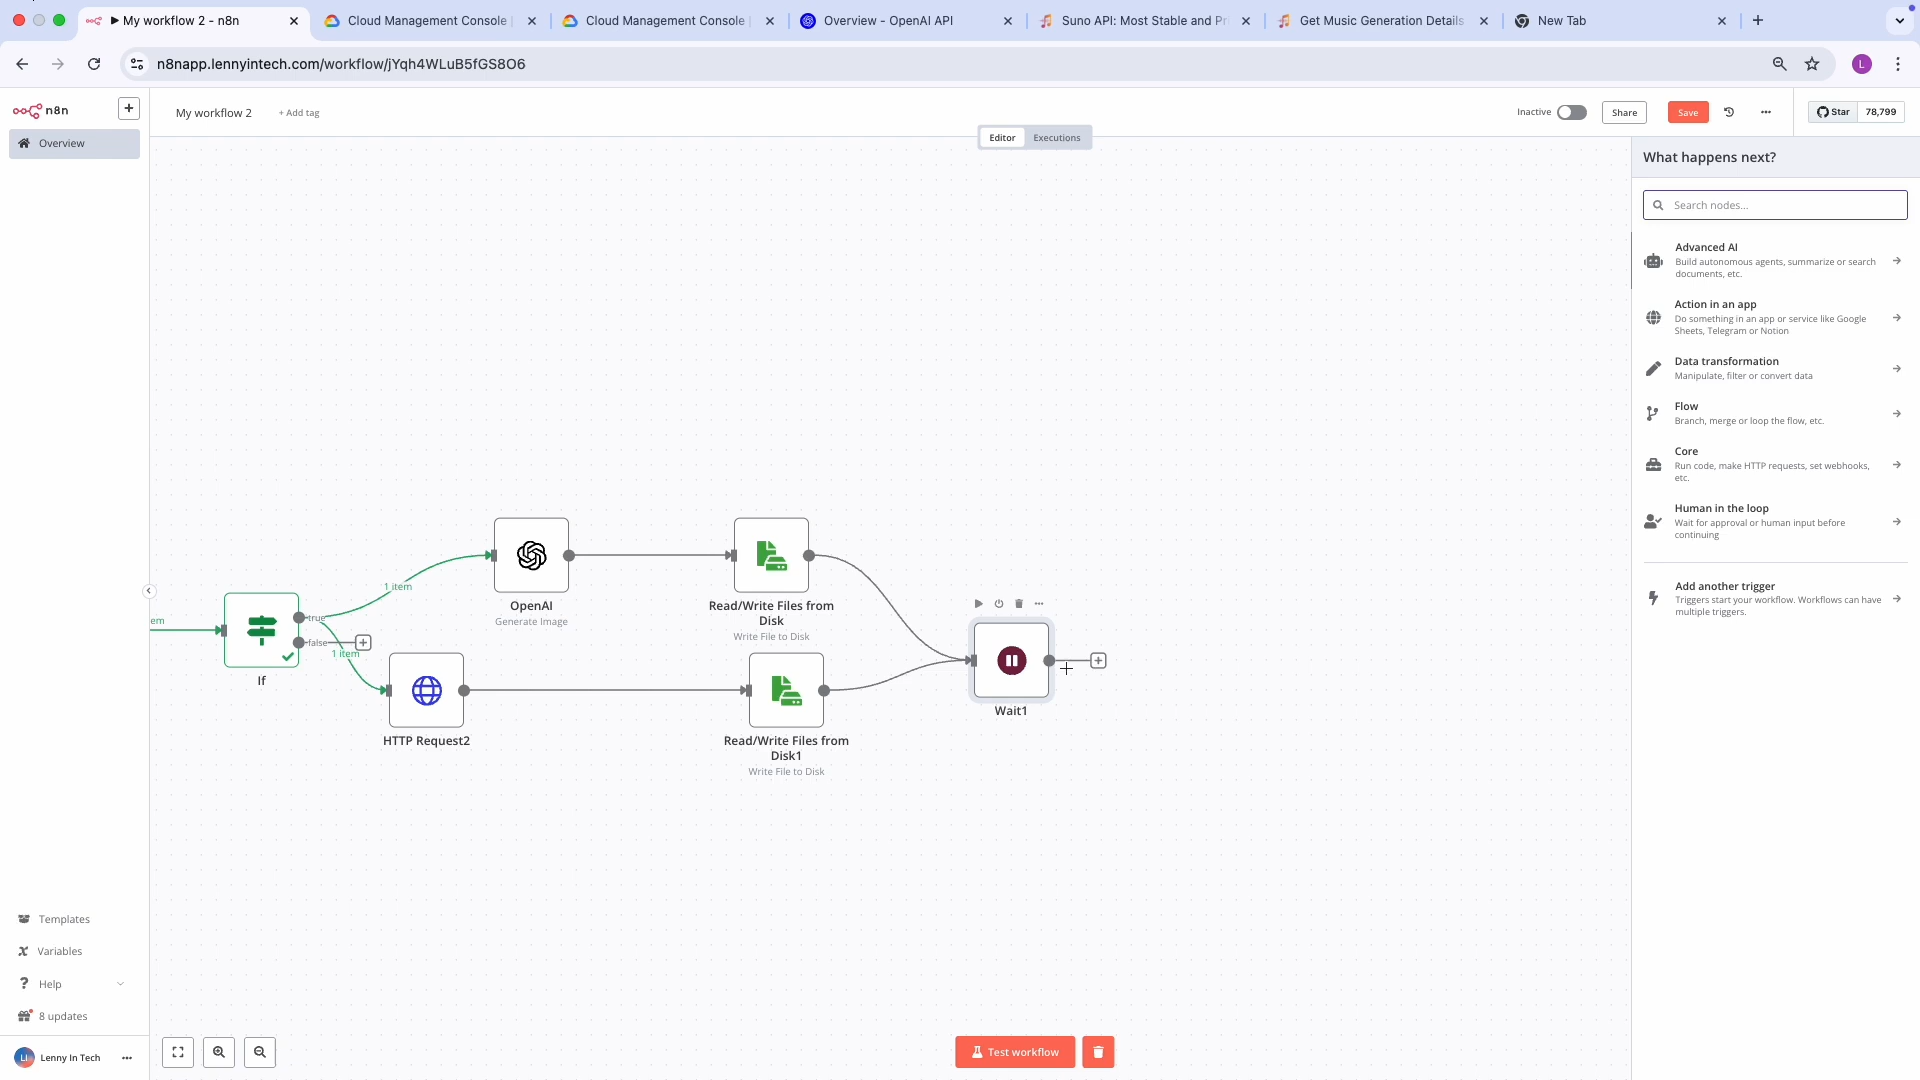 My workflow 2 - n8n
Cloud Management Console
Cloud Management Console
Overview - OpenAI API
Suno API: Most Stable and Pri
Get Music Generation Details
New Tab
n8napp.lennyintech.com/workflow/jYqh4WLuB5fGS8O6
L
n8n
My workflow 2
+ Add tag
Inactive
Share
Save
Star
78,799
Overview
Editor
Executions
What happens next?
Search nodes...
Advanced AI
Build autonomous agents, summarize or search
documents, etc.
Action in an app
Do something in an app or service like Google
Sheets, Telegram or Notion
Data transformation
Manipulate, filter or convert data
Flow
Branch, merge or loop the flow, etc.
Core
Run code, make HTTP requests, set webhooks,
etc.
Human in the loop
Wait for approval or human input before
continuing
Add another trigger
Triggers start your workflow. Workflows can have
multiple triggers.
em
If
true
false
1 item
1 item
OpenAI
Generate Image
Read/Write Files from
Disk
Write File to Disk
HTTP Request2
Read/Write Files from
Disk1
Write File to Disk
Wait1
Templates
Variables
Help
8 updates
LI
Lenny In Tech
Test workflow